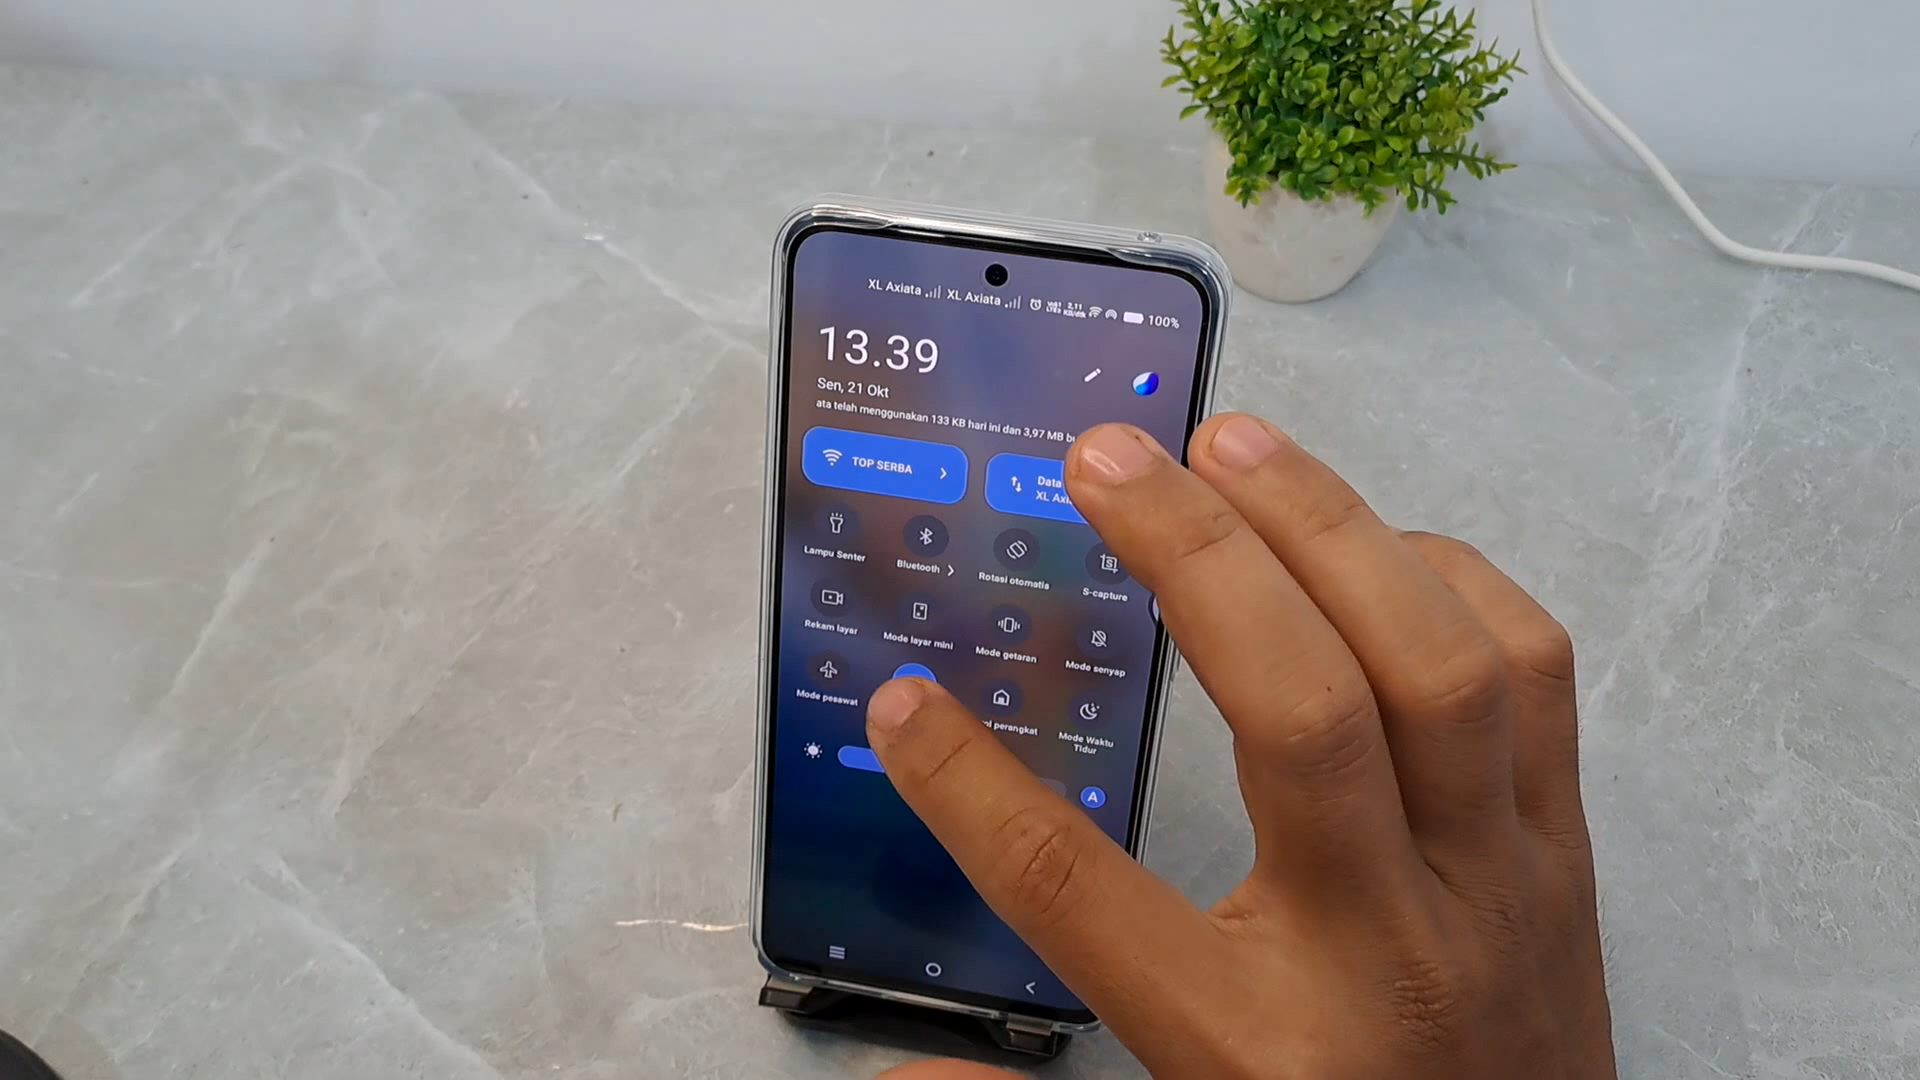 XL Axiata XL Axiata 100%
13.39
Sen, 21 Okt
ata telah menggunakan 133 KB hari ini dan 3,97 MB bu
TOP SERBA
Data
XL Axi
Lampu Senter
Bluetooth
Rotasi otomatis
S-capture
Rekam layar
Mode layar mini
Mode getaran
Mode senyap
Mode pesawat
perangkat
Mode Waktu
Tidur
A